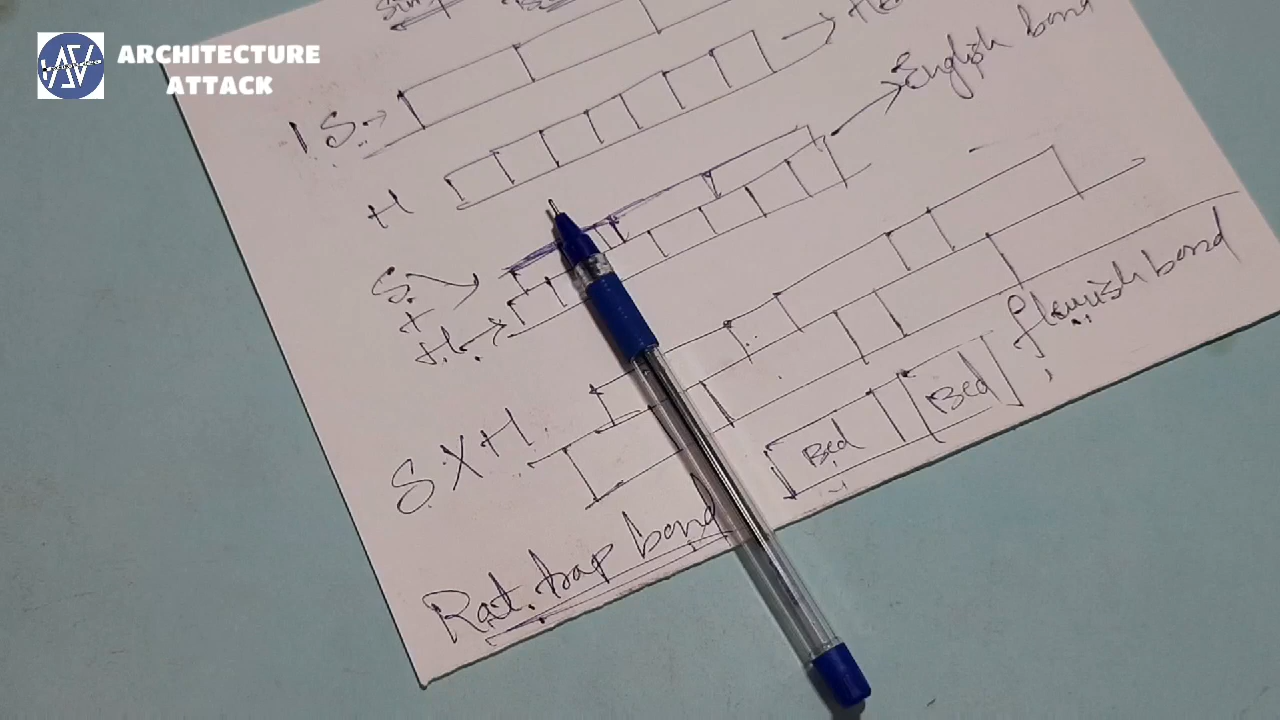 ARCHITECTURE
ATTACK
S.
H
English bond
S.
+
H.
S X H.
flemish bond
Bed
Bed
Rat. trap bond